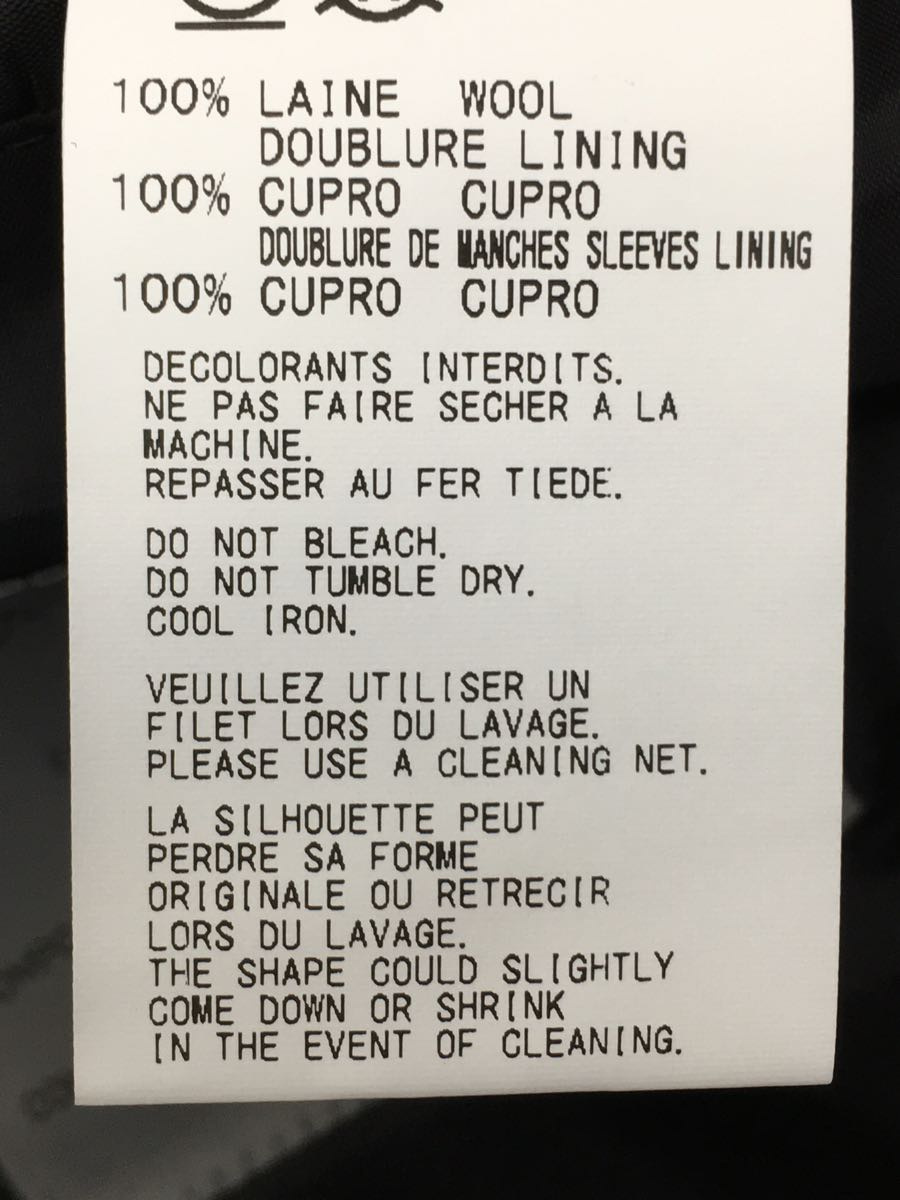 100% LAINE WOOL
DOUBLURE LINING
100% CUPRO CUPRO
DOUBLURE DE MANCHES SLEEVES LINING
100% CUPRO CUPRO
DECOLORANTS INTERDITS.
NE PAS FAIRE SECHER A LA
MACHINE.
REPASSER AU FER TIEDE.
DO NOT BLEACH.
DO NOT TUMBLE DRY.
COOL IRON.
VEUILLEZ UTILISER UN
FILET LORS DU LAVAGE.
PLEASE USE A CLEANING NET.
LA SILHOUETTE PEUT
PERDRE SA FORME
ORIGINALE OU RETRECIR
LORS DU LAVAGE.
THE SHAPE COULD SLIGHTLY
COME DOWN OR SHRINK
IN THE EVENT OF CLEANING.